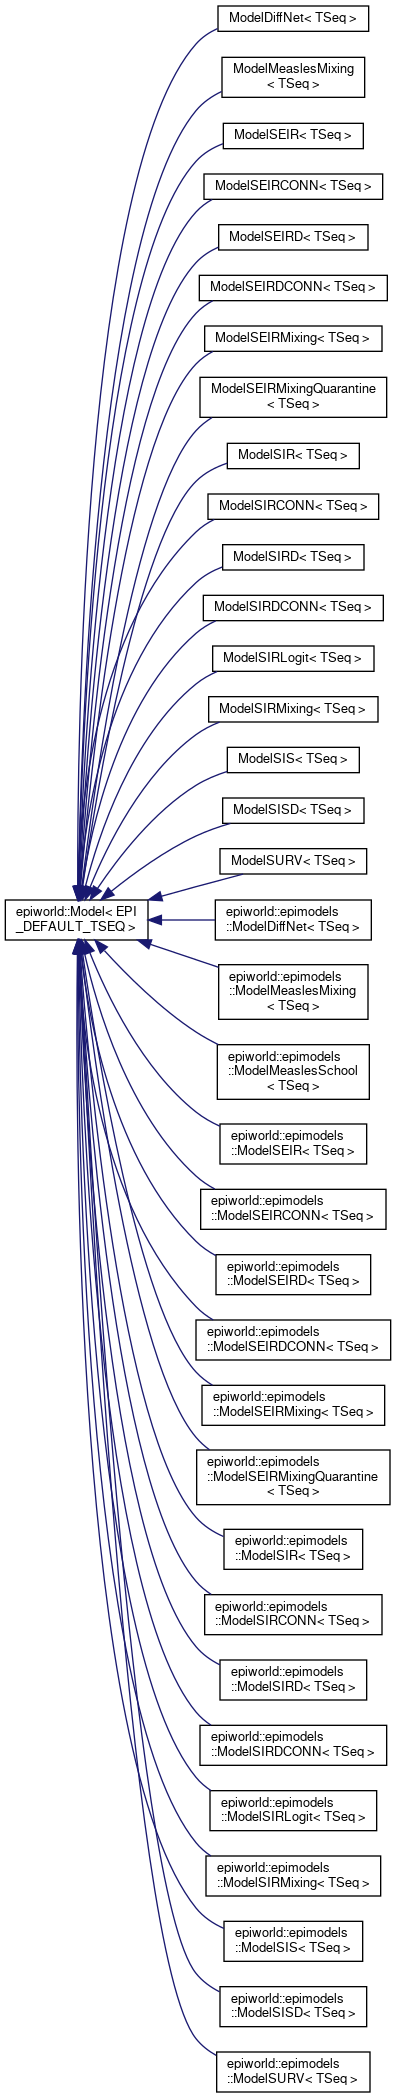 ModelDiffNet< TSeq >
ModelMeaslesMixing
< TSeq >
ModelSEIR< TSeq >
ModelSEIRCONN< TSeq >
ModelSEIRD< TSeq >
ModelSEIRDCONN< TSeq >
ModelSEIRMixing< TSeq >
ModelSEIRMixingQuarantine
< TSeq >
ModelSIR< TSeq >
ModelSIRCONN< TSeq >
ModelSIRD< TSeq >
ModelSIRDCONN< TSeq >
ModelSIRLogit< TSeq >
ModelSIRMixing< TSeq >
ModelSIS< TSeq >
ModelSISD< TSeq >
ModelSURV< TSeq >
epiworld::Model< EPI
_DEFAULT_TSEQ >
epiworld::epimodels
::ModelDiffNet< TSeq >
epiworld::epimodels
::ModelMeaslesMixing
< TSeq >
epiworld::epimodels
::ModelMeaslesSchool
< TSeq >
epiworld::epimodels
::ModelSEIR< TSeq >
epiworld::epimodels
::ModelSEIRCONN< TSeq >
epiworld::epimodels
::ModelSEIRD< TSeq >
epiworld::epimodels
::ModelSEIRDCONN< TSeq >
epiworld::epimodels
::ModelSEIRMixing< TSeq >
epiworld::epimodels
::ModelSEIRMixingQuarantine
< TSeq >
epiworld::epimodels
::ModelSIR< TSeq >
epiworld::epimodels
::ModelSIRCONN< TSeq >
epiworld::epimodels
::ModelSIRD< TSeq >
epiworld::epimodels
::ModelSIRDCONN< TSeq >
epiworld::epimodels
::ModelSIRLogit< TSeq >
epiworld::epimodels
::ModelSIRMixing< TSeq >
epiworld::epimodels
::ModelSIS< TSeq >
epiworld::epimodels
::ModelSISD< TSeq >
epiworld::epimodels
::ModelSURV< TSeq >